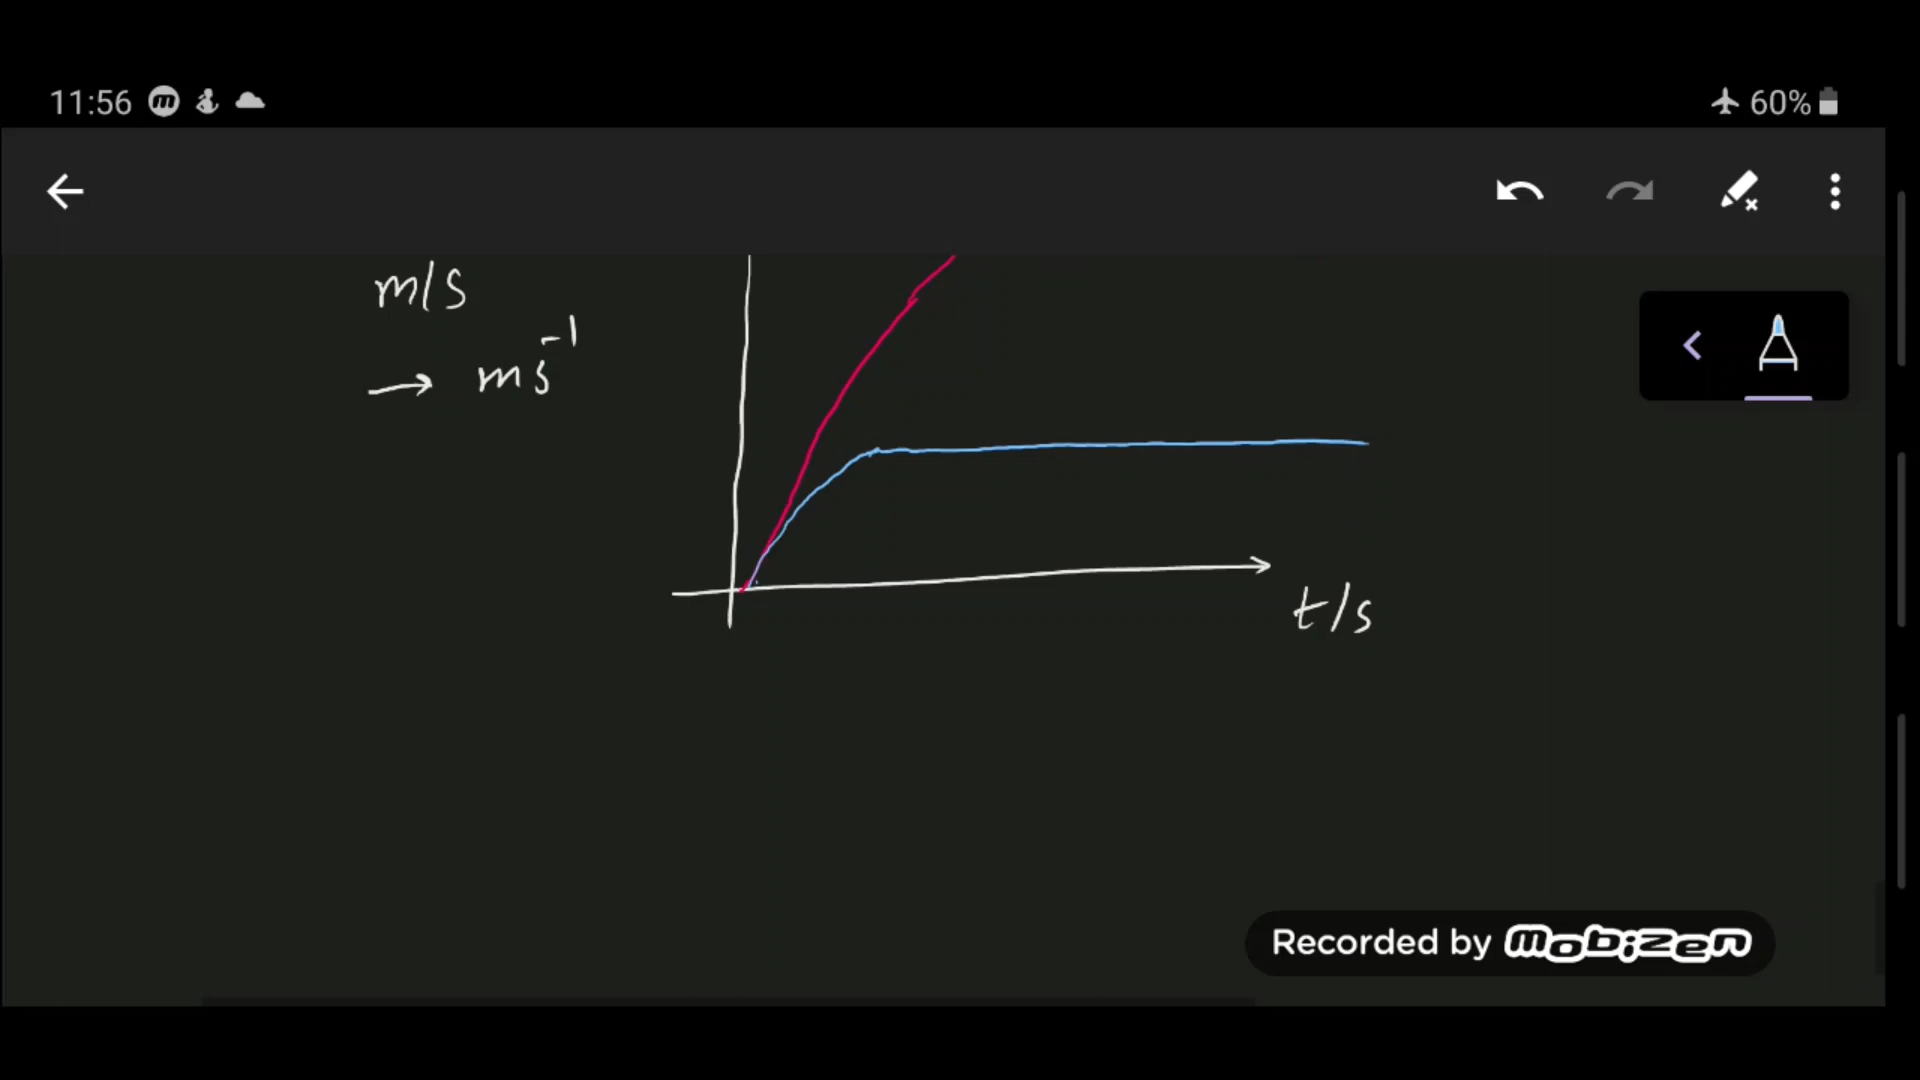 11:56
60%
m/s
→ ms⁻¹
t/s
Recorded by mobizen